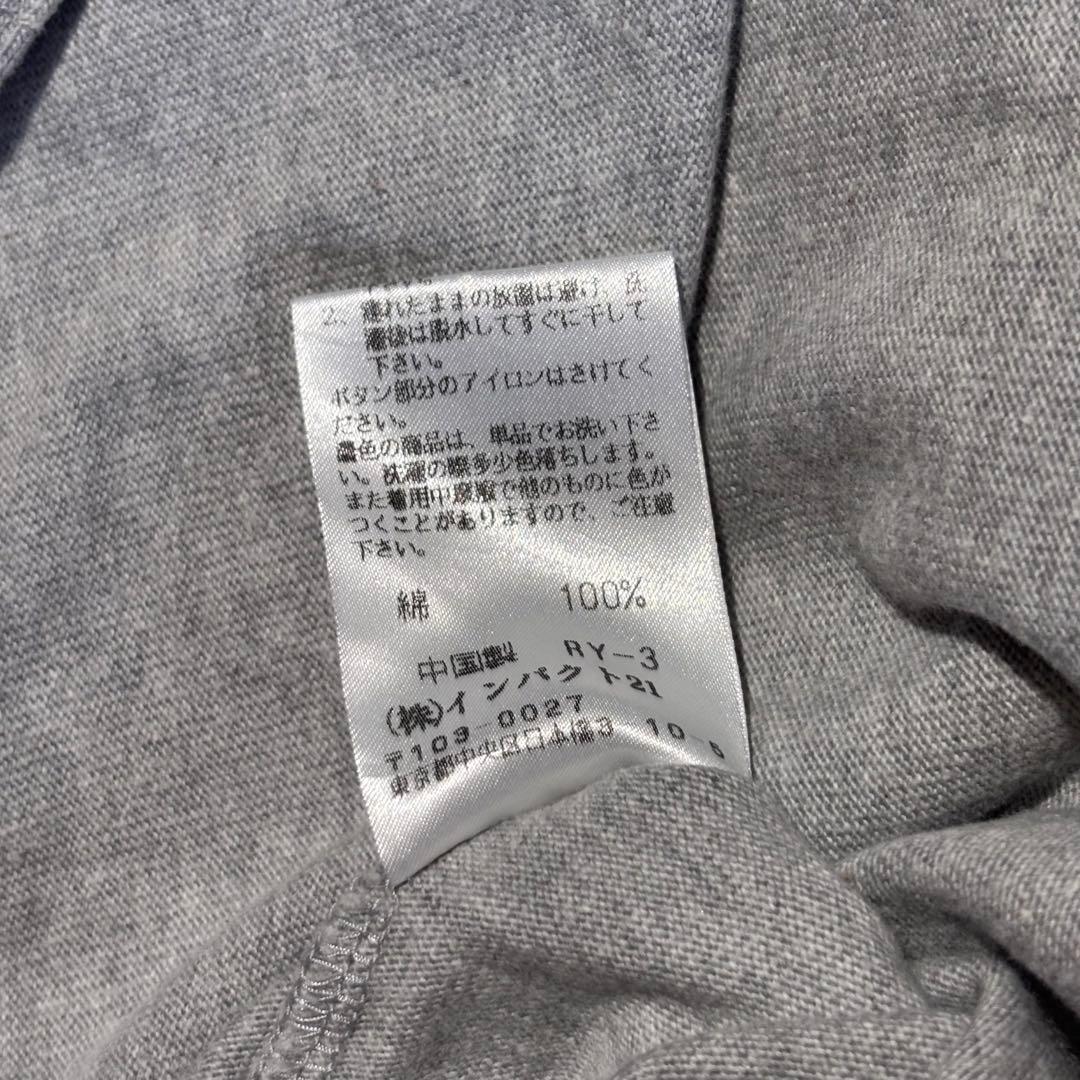 2、濡れたままの放置は避け、洗
濯後は脱水してすぐに干して
下さい。
ボタン部分のアイロンはさけてく
ださい。
濃色の商品は、単品でお洗い下さ
い。洗濯の際多少色落ちします。
また着用中摩擦で他のものに色が
つくことがありますので、ご注意
下さい。
綿 100%
中国製 RY-3
(株)インパクト21
〒103-0027
東京都中央区日本橋3 10-5